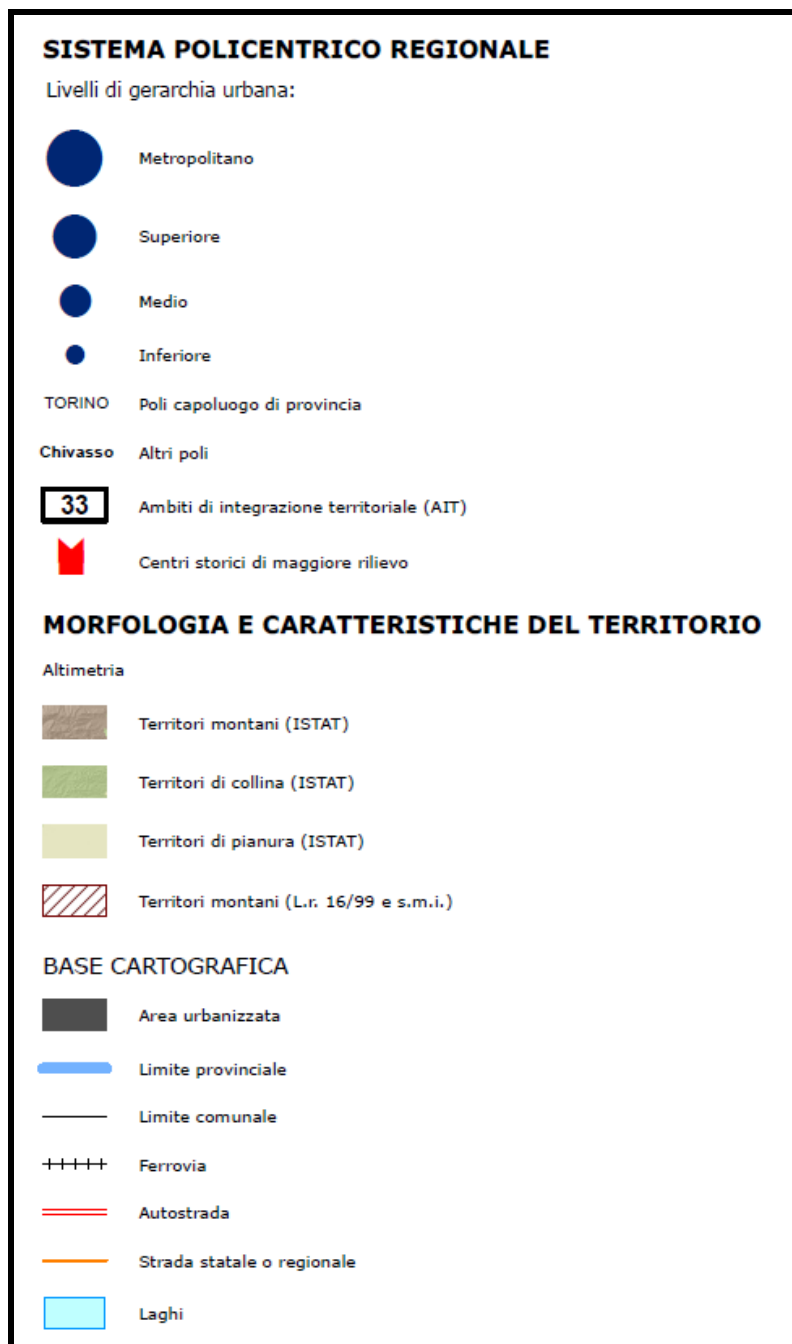 SISTEMA POLICENTRICO REGIONALE
Livelli di gerarchia urbana:
Metropolitano
Superiore
Medio
Inferiore
TORINO Poli capoluogo di provincia
Chivasso Altri poli
33 Ambiti di integrazione territoriale (AIT)
Centri storici di maggiore rilievo
MORFOLOGIA E CARATTERISTICHE DEL TERRITORIO
Altimetria
Territori montani (ISTAT)
Territori di collina (ISTAT)
Territori di pianura (ISTAT)
Territori montani (L.r. 16/99 e s.m.i.)
BASE CARTOGRAFICA
Area urbanizzata
Limite provinciale
Limite comunale
Ferrovia
Autostrada
Strada statale o regionale
Laghi